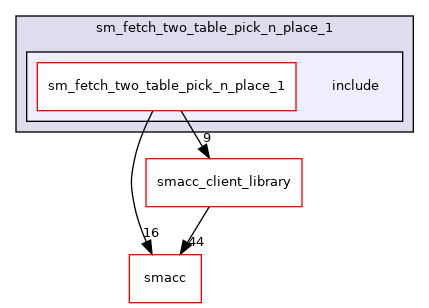 sm_fetch_two_table_pick_n_place_1
sm_fetch_two_table_pick_n_place_1
include
9
smacc_client_library
16
44
smacc